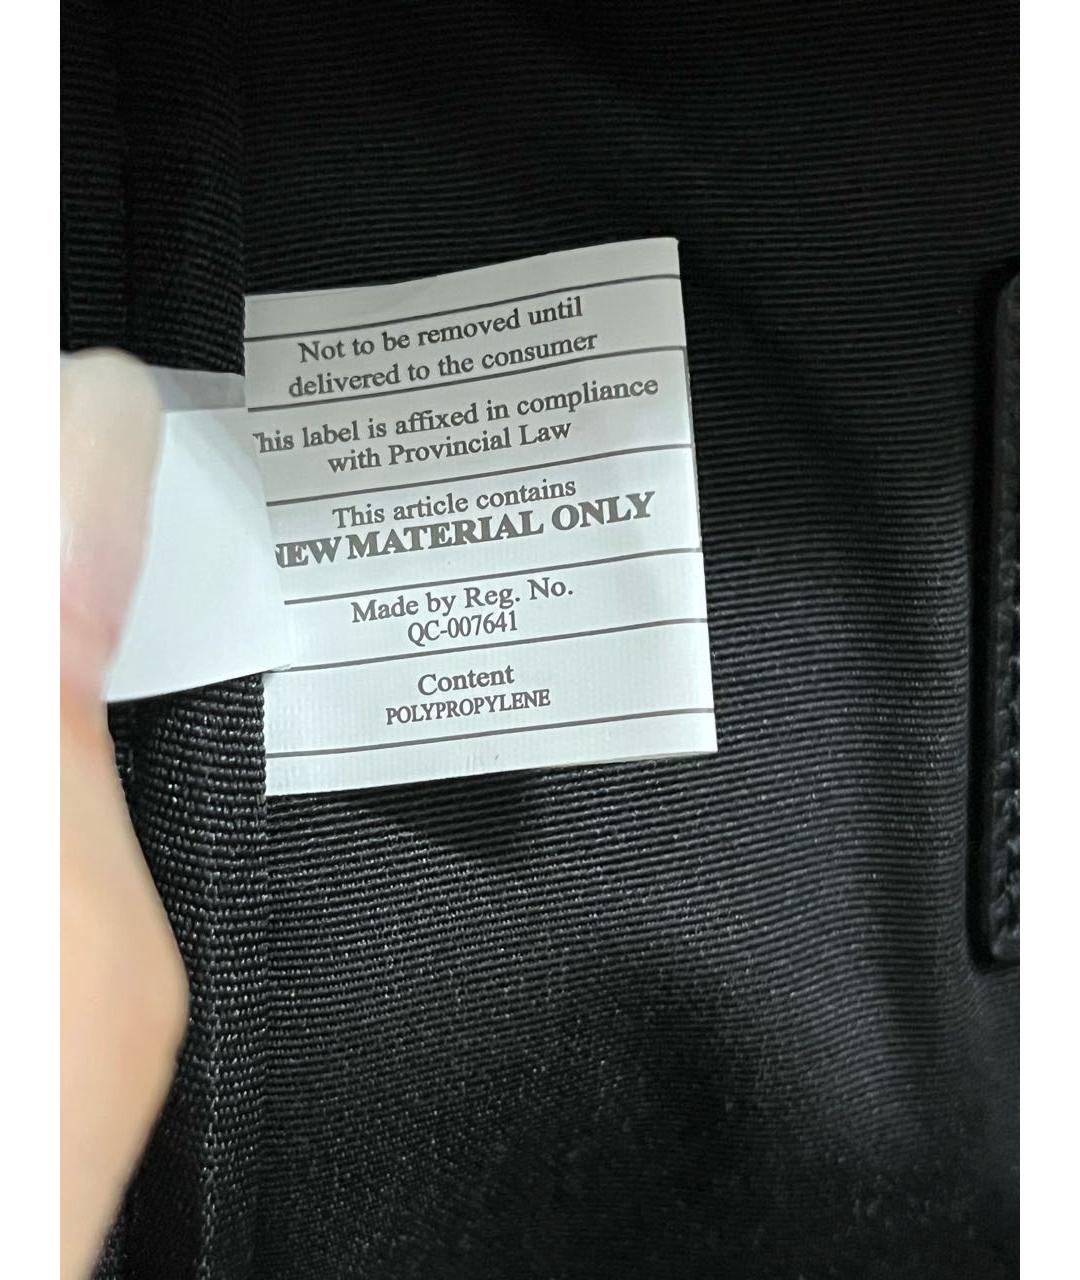 Not to be removed until
delivered to the consumer
This label is affixed in compliance
with Provincial Law
This article contains
NEW MATERIAL ONLY
Made by Reg. No.
QC-007641
Content
POLYPROPYLENE